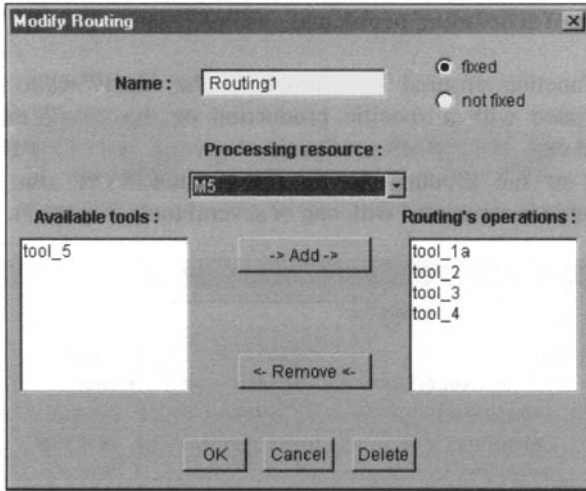 Modify Routing
Name : Routing1
fixed
not fixed
Processing resource :
M5
Available tools :
Routing's operations :
tool_5
-> Add ->
tool_1a
tool_2
tool_3
tool_4
<- Remove <-
OK Cancel Delete